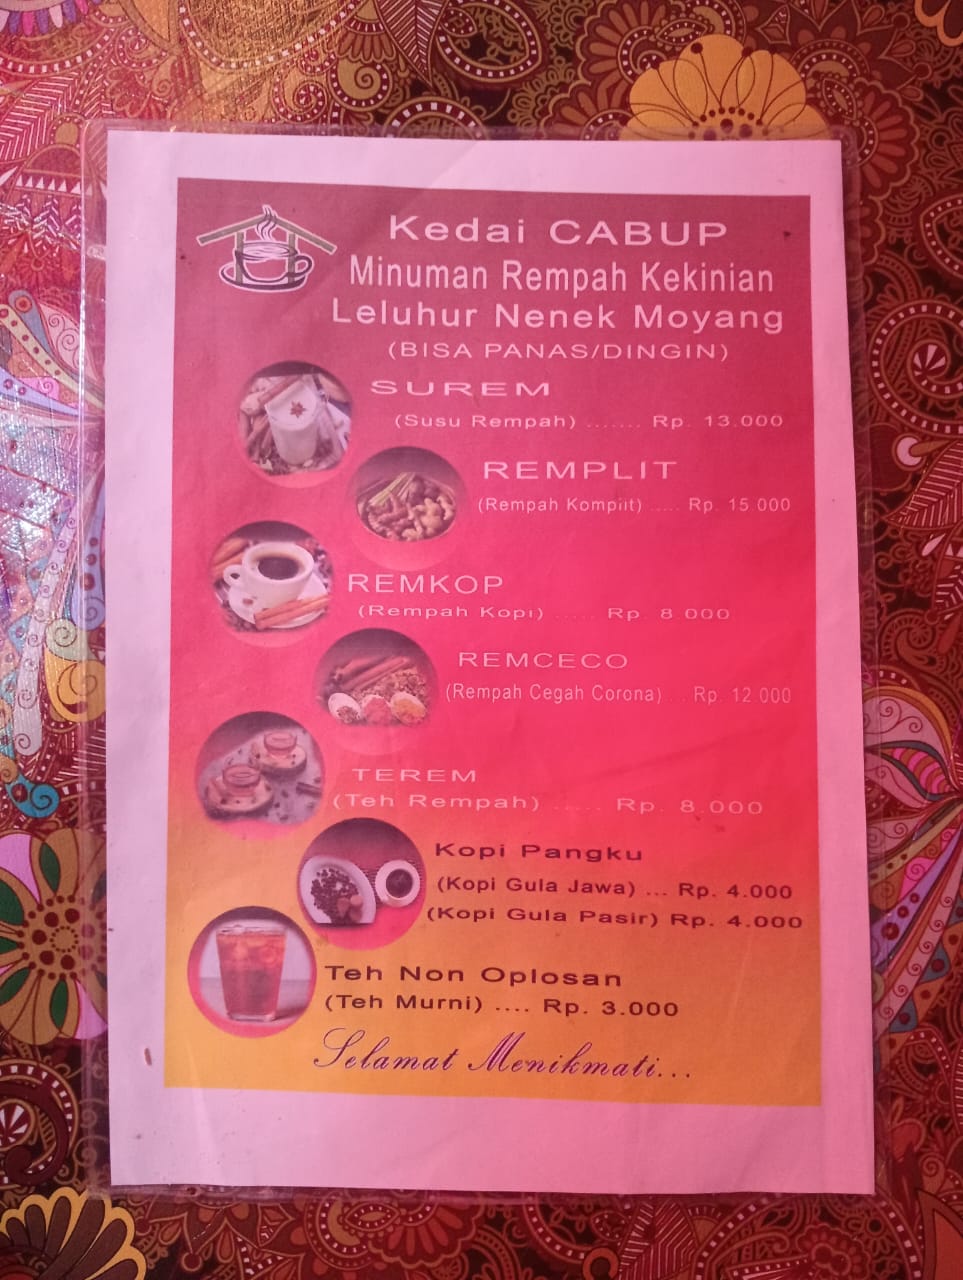 Kedai CABUP
Minuman Rempah Kekinian
Leluhur Nenek Moyang
(BISA PANAS/DINGIN)
SUREM
(Susu Rempah) ....... Rp. 13.000
REMPLIT
(Rempah Komplit) ..... Rp. 15.000
REMKOP
(Rempah Kopi) ..... Rp. 8.000
REMCECO
(Rempah Cegah Corona) ... Rp. 12.000
TEREM
(Teh Rempah) ..... Rp. 8.000
Kopi Pangku
(Kopi Gula Jawa) ... Rp. 4.000
(Kopi Gula Pasir) Rp. 4.000
Teh Non Oplosan
(Teh Murni) .... Rp. 3.000
Selamat Menikmati...